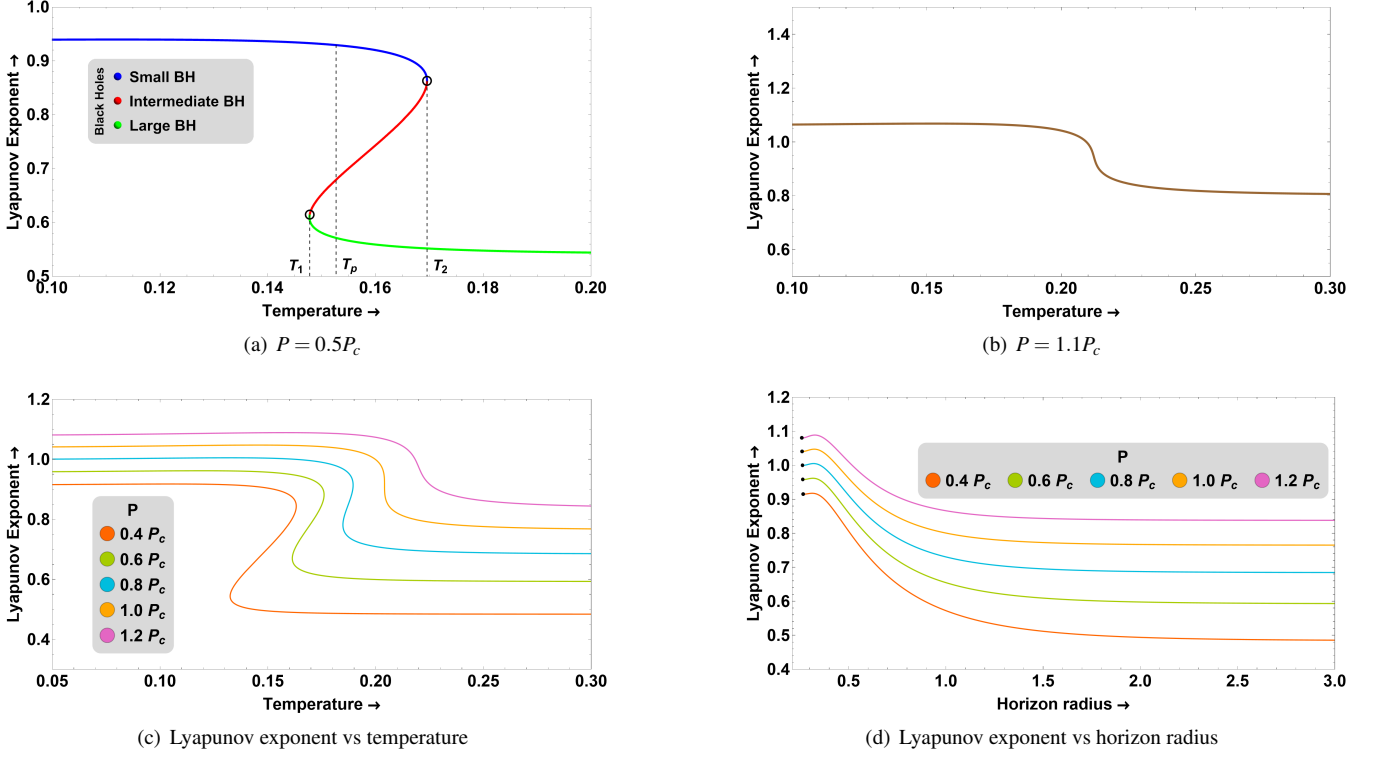 Lyapunov Exponent →
1.0
0.9
0.8
0.7
0.6
0.5
Black Holes
Small BH
Intermediate BH
Large BH
T1 Tp T2
0.10 0.12 0.14 0.16 0.18 0.20
Temperature →
(a) P = 0.5Pc
Lyapunov Exponent →
1.4
1.2
1.0
0.8
0.6
0.10 0.15 0.20 0.25 0.30
Temperature →
(b) P = 1.1Pc
Lyapunov Exponent →
1.2
1.0
0.8
0.6
0.4
P
0.4 Pc
0.6 Pc
0.8 Pc
1.0 Pc
1.2 Pc
0.05 0.10 0.15 0.20 0.25 0.30
Temperature →
(c) Lyapunov exponent vs temperature
Lyapunov Exponent →
1.2
1.1
1.0
0.9
0.8
0.7
0.6
0.5
0.4
P
0.4 Pc 0.6 Pc 0.8 Pc 1.0 Pc 1.2 Pc
0.5 1.0 1.5 2.0 2.5 3.0
Horizon radius →
(d) Lyapunov exponent vs horizon radius